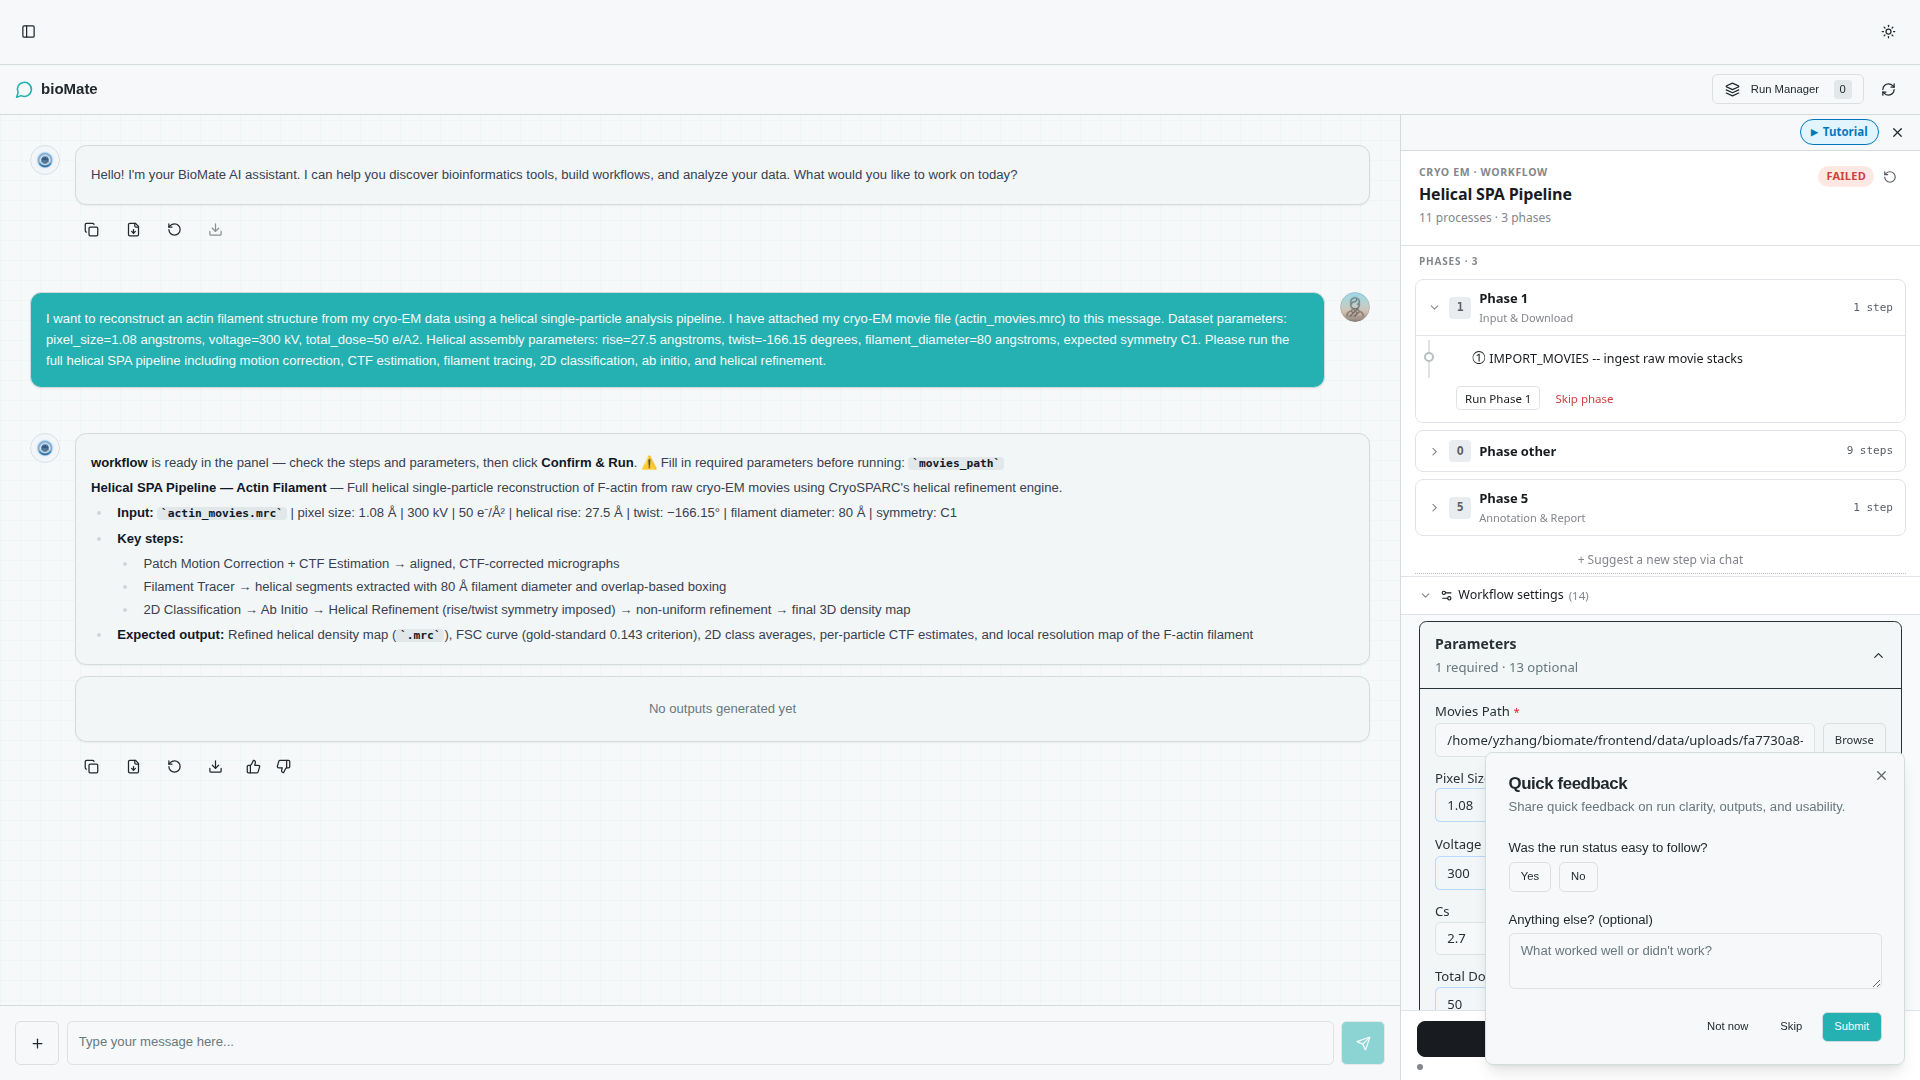 bioMate
Run Manager 0
Hello! I'm your BioMate AI assistant. I can help you discover bioinformatics tools, build workflows, and analyze your data. What would you like to work on today?
I want to reconstruct an actin filament structure from my cryo-EM data using a helical single-particle analysis pipeline. I have attached my cryo-EM movie file (actin_movies.mrc) to this message. Dataset parameters:
pixel_size=1.08 angstroms, voltage=300 kV, total_dose=50 e/A2. Helical assembly parameters: rise=27.5 angstroms, twist=-166.15 degrees, filament_diameter=80 angstroms, expected symmetry C1. Please run the
full helical SPA pipeline including motion correction, CTF estimation, filament tracing, 2D classification, ab initio, and helical refinement.
workflow is ready in the panel — check the steps and parameters, then click Confirm & Run. ⚠️ Fill in required parameters before running: `movies_path`
Helical SPA Pipeline — Actin Filament — Full helical single-particle reconstruction of F-actin from raw cryo-EM movies using CryoSPARC's helical refinement engine.
Input: `actin_movies.mrc` | pixel size: 1.08 Å | 300 kV | 50 e⁻/Å² | helical rise: 27.5 Å | twist: −166.15° | filament diameter: 80 Å | symmetry: C1
Key steps:
Patch Motion Correction + CTF Estimation → aligned, CTF-corrected micrographs
Filament Tracer → helical segments extracted with 80 Å filament diameter and overlap-based boxing
2D Classification → Ab Initio → Helical Refinement (rise/twist symmetry imposed) → non-uniform refinement → final 3D density map
Expected output: Refined helical density map (`.mrc`), FSC curve (gold-standard 0.143 criterion), 2D class averages, per-particle CTF estimates, and local resolution map of the F-actin filament
No outputs generated yet
Type your message here...
▶ Tutorial
CRYO EM · WORKFLOW
FAILED
Helical SPA Pipeline
11 processes · 3 phases
PHASES · 3
1 Phase 1 1 step
Input & Download
① IMPORT_MOVIES -- ingest raw movie stacks
Run Phase 1 Skip phase
0 Phase other 9 steps
5 Phase 5 1 step
Annotation & Report
+ Suggest a new step via chat
Workflow settings (14)
Parameters
1 required · 13 optional
Movies Path *
/home/yzhang/biomate/frontend/data/uploads/fa7730a8- Browse
Pixel Siz
1.08
Voltage
300
Cs
2.7
Total Do
50
Quick feedback
Share quick feedback on run clarity, outputs, and usability.
Was the run status easy to follow?
Yes No
Anything else? (optional)
What worked well or didn't work?
Not now Skip Submit